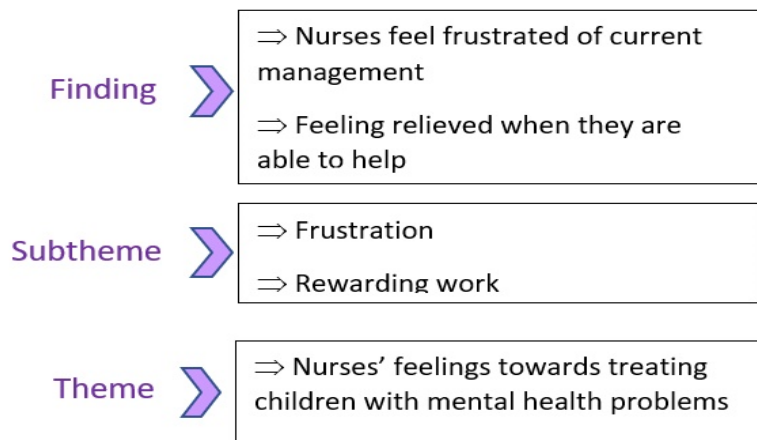 Finding
⇒ Nurses feel frustrated of current
management
⇒ Feeling relieved when they are
able to help
Subtheme
⇒ Frustration
⇒ Rewarding work
Theme
⇒ Nurses’ feelings towards treating
children with mental health problems